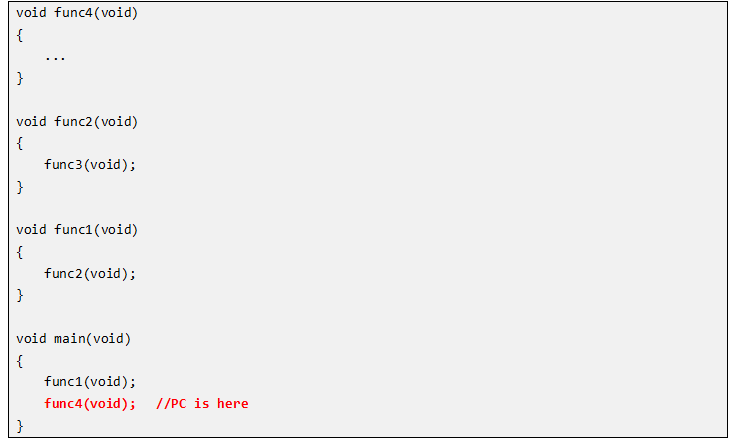 void func4(void)
{
...
}
void func2(void)
{
func3(void);
}
void func1(void)
{
func2(void);
}
void main(void)
{
func1(void);
func4(void); //PC is here
}